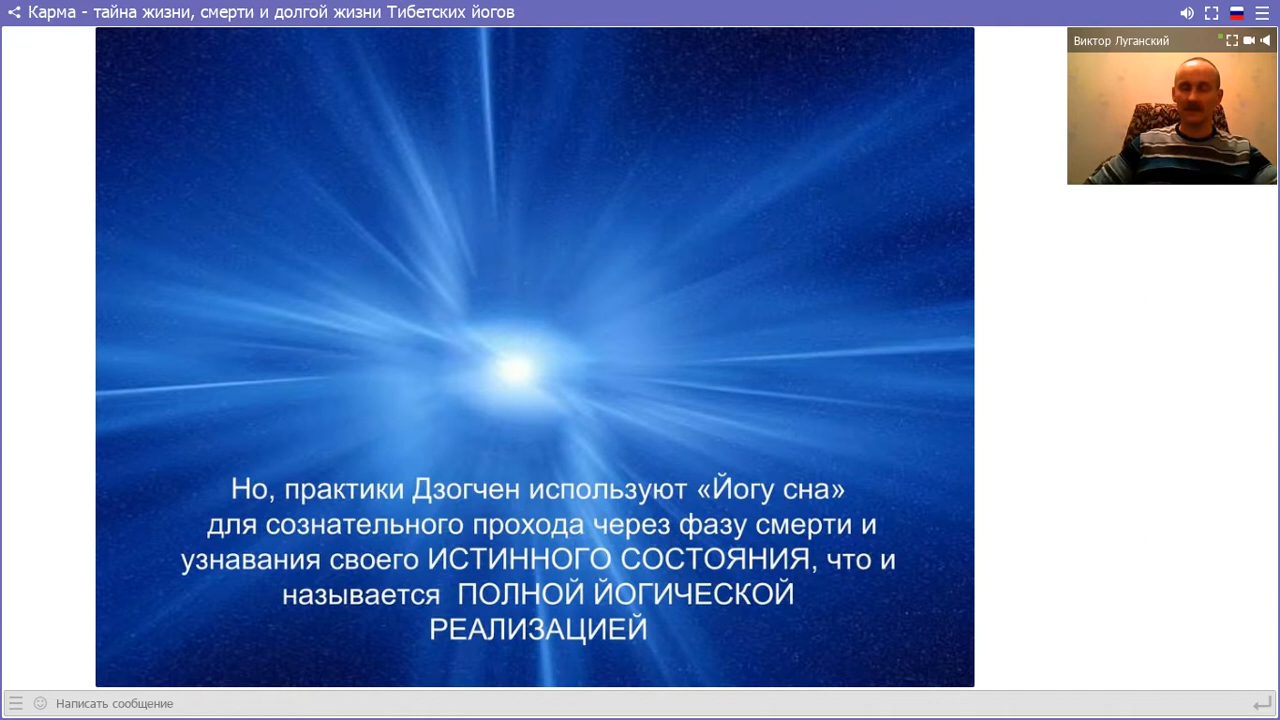 Карма - тайна жизни, смерти и долгой жизни Тибетских йогов
Виктор Луганский
Но, практики Дзогчен используют «Йогу сна»
для сознательного прохода через фазу смерти и
узнавания своего ИСТИННОГО СОСТОЯНИЯ, что и
называется ПОЛНОЙ ЙОГИЧЕСКОЙ
РЕАЛИЗАЦИЕЙ
Написать сообщение